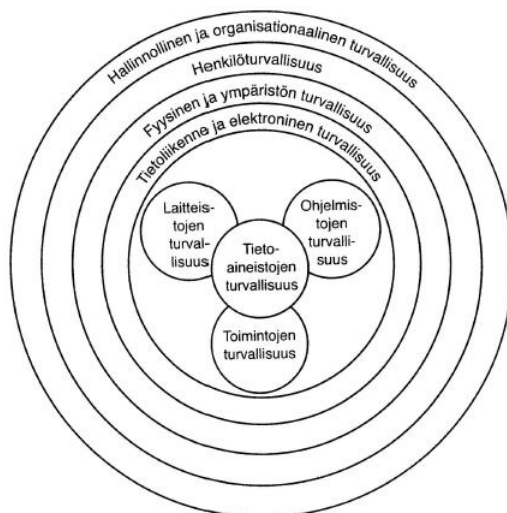 Hallinnollinen ja organisationaalinen turvallisuus
Henkilöturvallisuus
Fyysinen ja ympäristön turvallisuus
Tietoliikenne ja elektroninen turvallisuus
Laitteis-
tojen
turval-
lisuus
Ohjelmis-
tojen
turvalli-
suus
Tieto-
aineistojen
turvallisuus
Toimintojen
turvallisuus